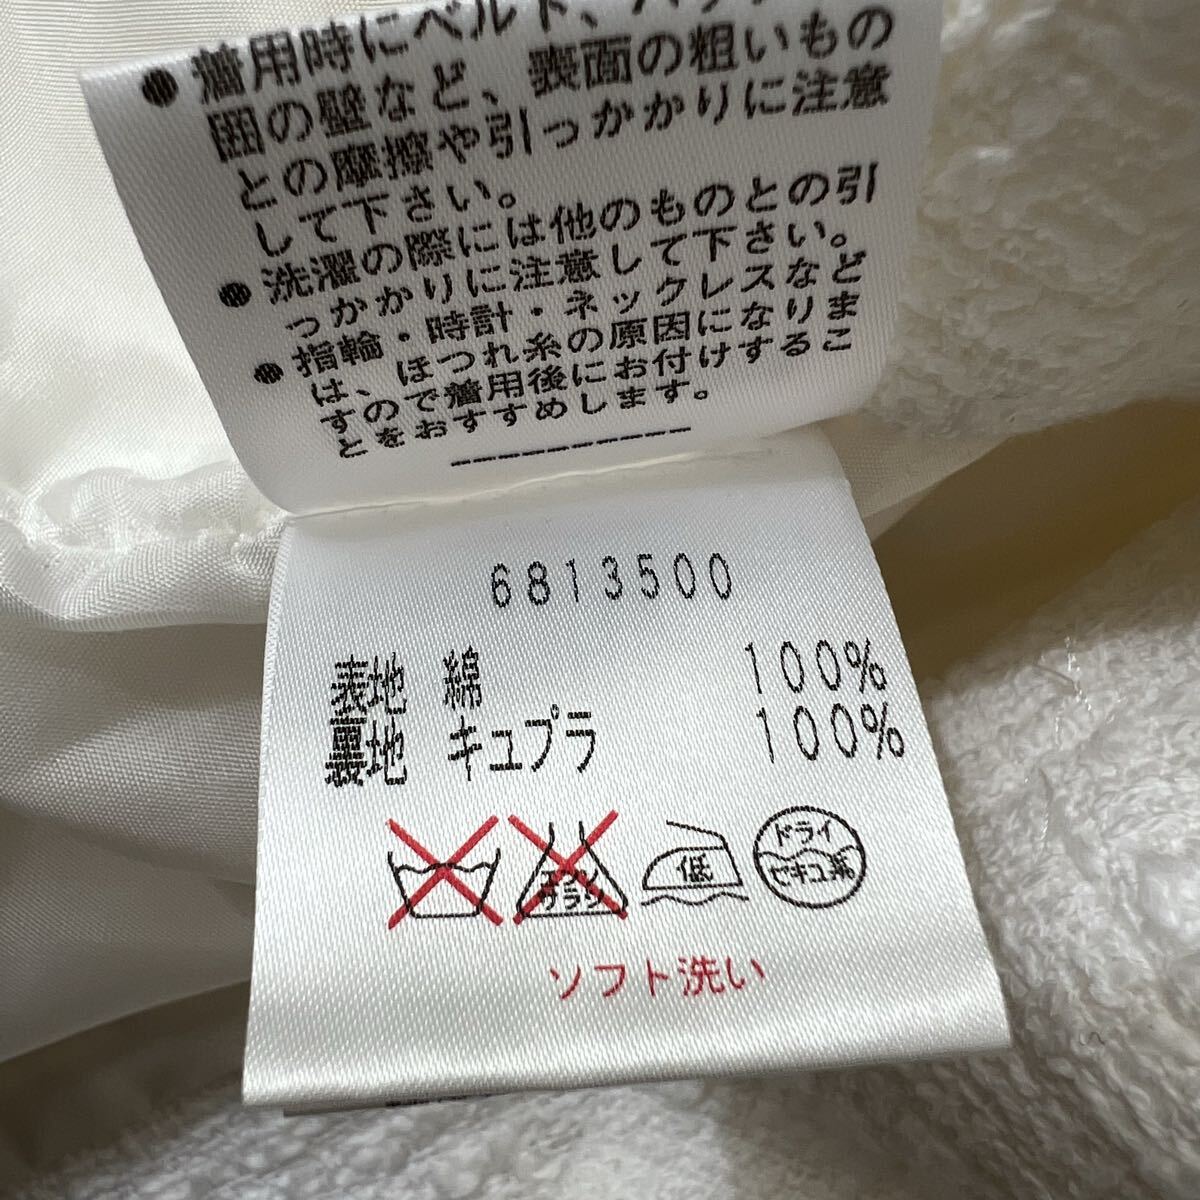 ●着用時にベルト、バッグ
囲の壁など、表面の粗いもの
との摩擦や引っかかりに注意
して下さい。
●洗濯の際には他のものとの引
っかかりに注意して下さい。
●指輪・時計・ネックレスなど
は、ほつれ糸の原因になりま
すので着用後にお付けするこ
とをおすすめします。
6813500
表地 綿 100%
裏地 キュプラ 100%
エンソ
サラシ
低
ドライ
セキユ系
ソフト洗い